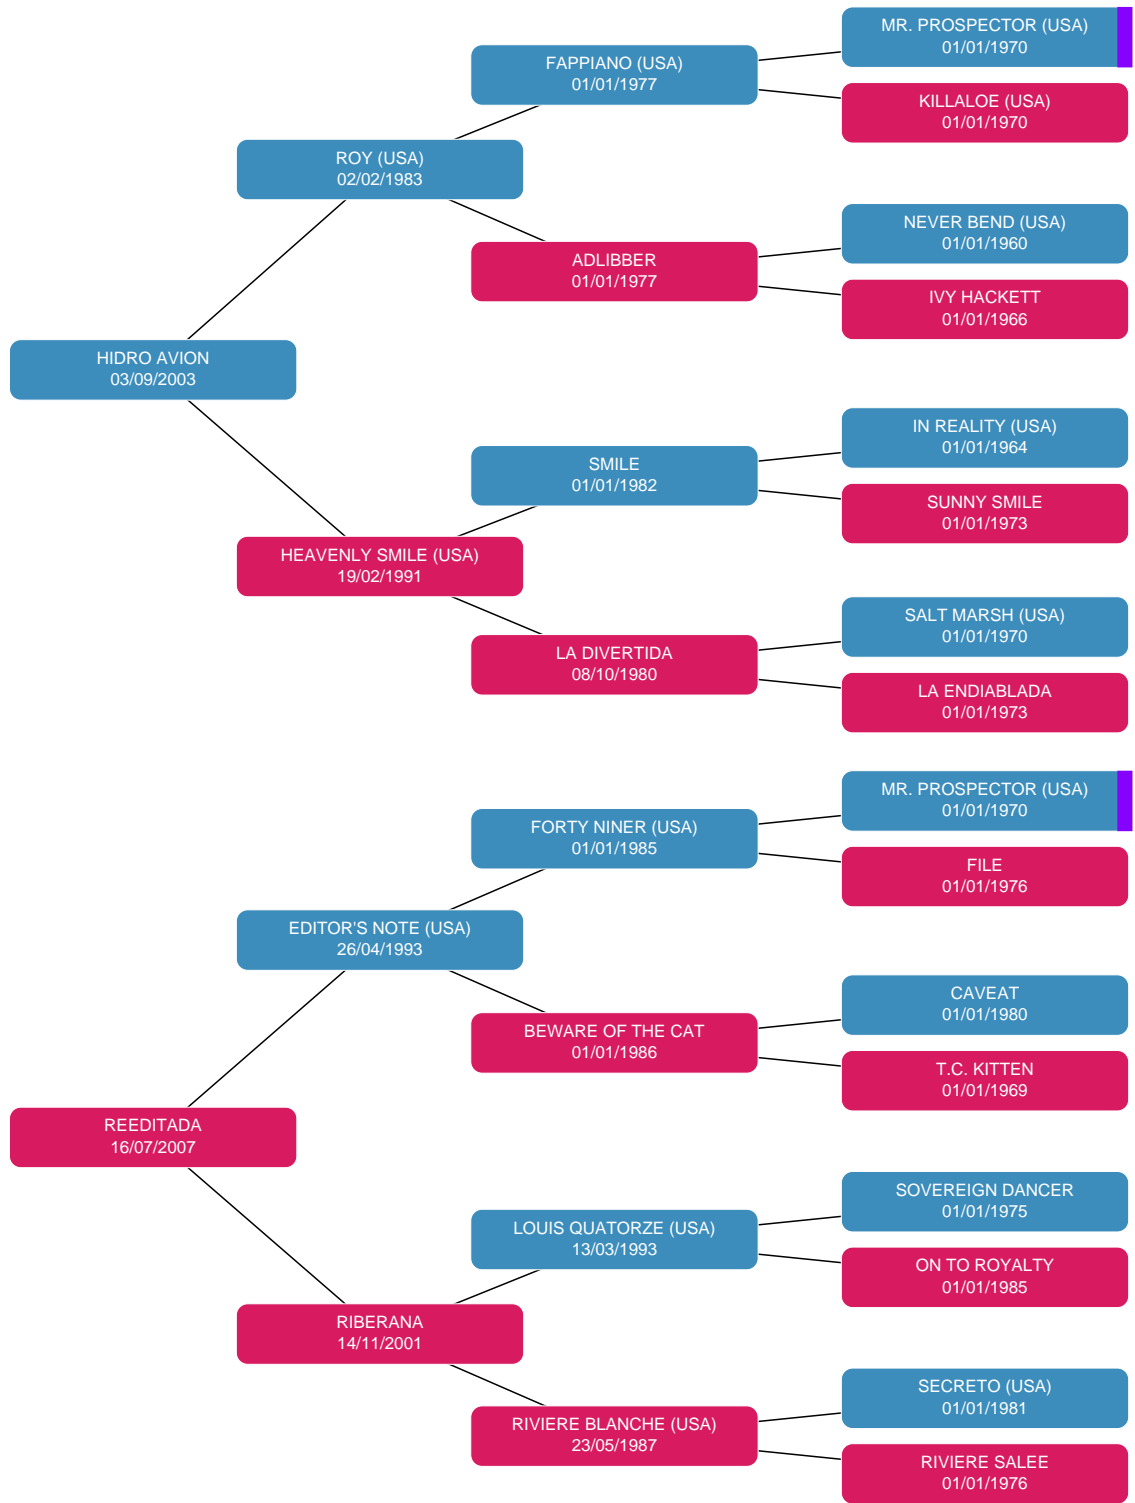 MR. PROSPECTOR (USA)
01/01/1970
FAPPIANO (USA)
01/01/1977
KILLALOE (USA)
01/01/1970
ROY (USA)
02/02/1983
NEVER BEND (USA)
01/01/1960
ADLIBBER
01/01/1977
IVY HACKETT
01/01/1966
HIDRO AVION
03/09/2003
IN REALITY (USA)
01/01/1964
SMILE
01/01/1982
SUNNY SMILE
01/01/1973
HEAVENLY SMILE (USA)
19/02/1991
SALT MARSH (USA)
01/01/1970
LA DIVERTIDA
08/10/1980
LA ENDIABLADA
01/01/1973
MR. PROSPECTOR (USA)
01/01/1970
FORTY NINER (USA)
01/01/1985
FILE
01/01/1976
EDITOR'S NOTE (USA)
26/04/1993
CAVEAT
01/01/1980
BEWARE OF THE CAT
01/01/1986
T.C. KITTEN
01/01/1969
REEDITADA
16/07/2007
SOVEREIGN DANCER
01/01/1975
LOUIS QUATORZE (USA)
13/03/1993
ON TO ROYALTY
01/01/1985
RIBERANA
14/11/2001
SECRETO (USA)
01/01/1981
RIVIERE BLANCHE (USA)
23/05/1987
RIVIERE SALEE
01/01/1976